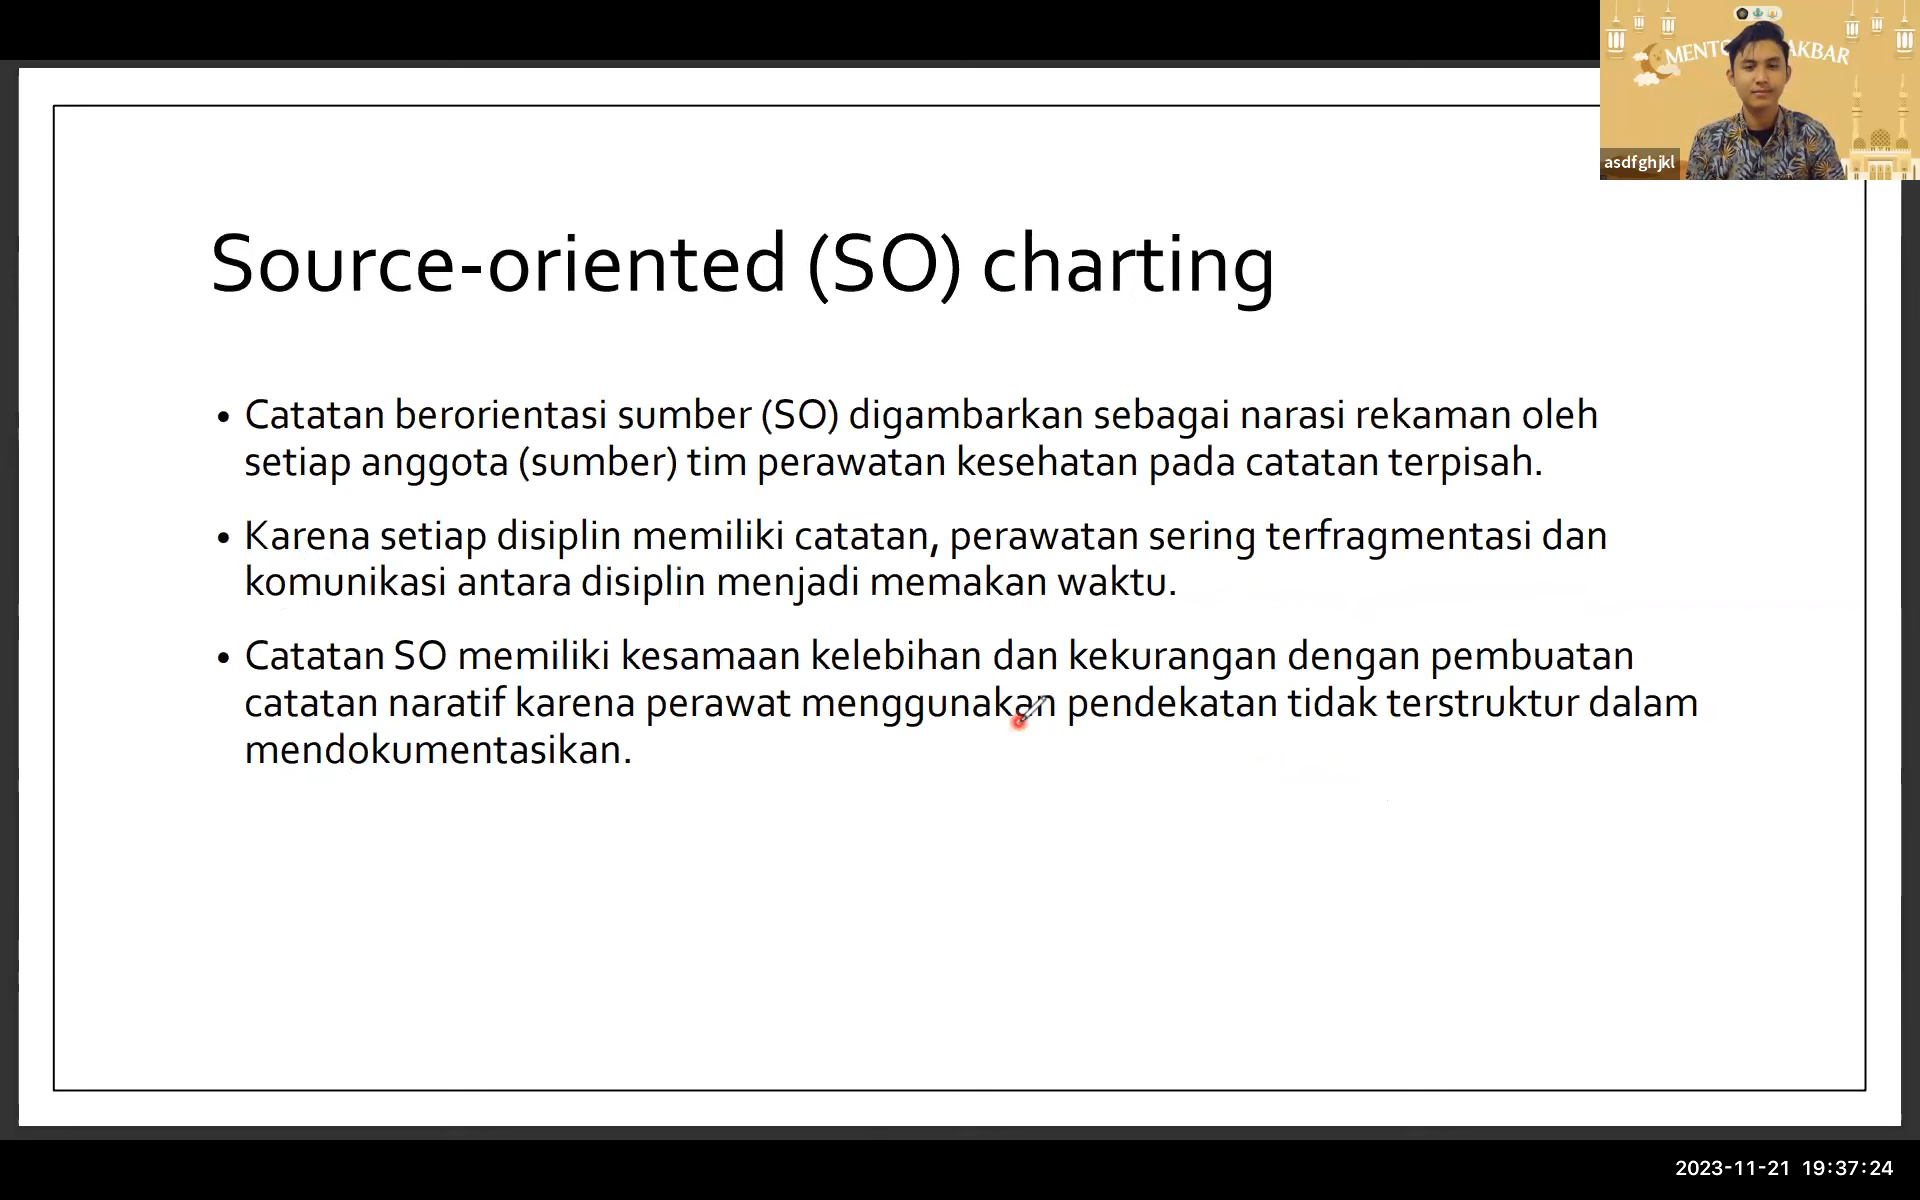 MENTO AKBAR
asdfghjkl
Source-oriented (SO) charting
• Catatan berorientasi sumber (SO) digambarkan sebagai narasi rekaman oleh
setiap anggota (sumber) tim perawatan kesehatan pada catatan terpisah.
• Karena setiap disiplin memiliki catatan, perawatan sering terfragmentasi dan
komunikasi antara disiplin menjadi memakan waktu.
• Catatan SO memiliki kesamaan kelebihan dan kekurangan dengan pembuatan
catatan naratif karena perawat menggunakan pendekatan tidak terstruktur dalam
mendokumentasikan.
2023-11-21 19:37:24